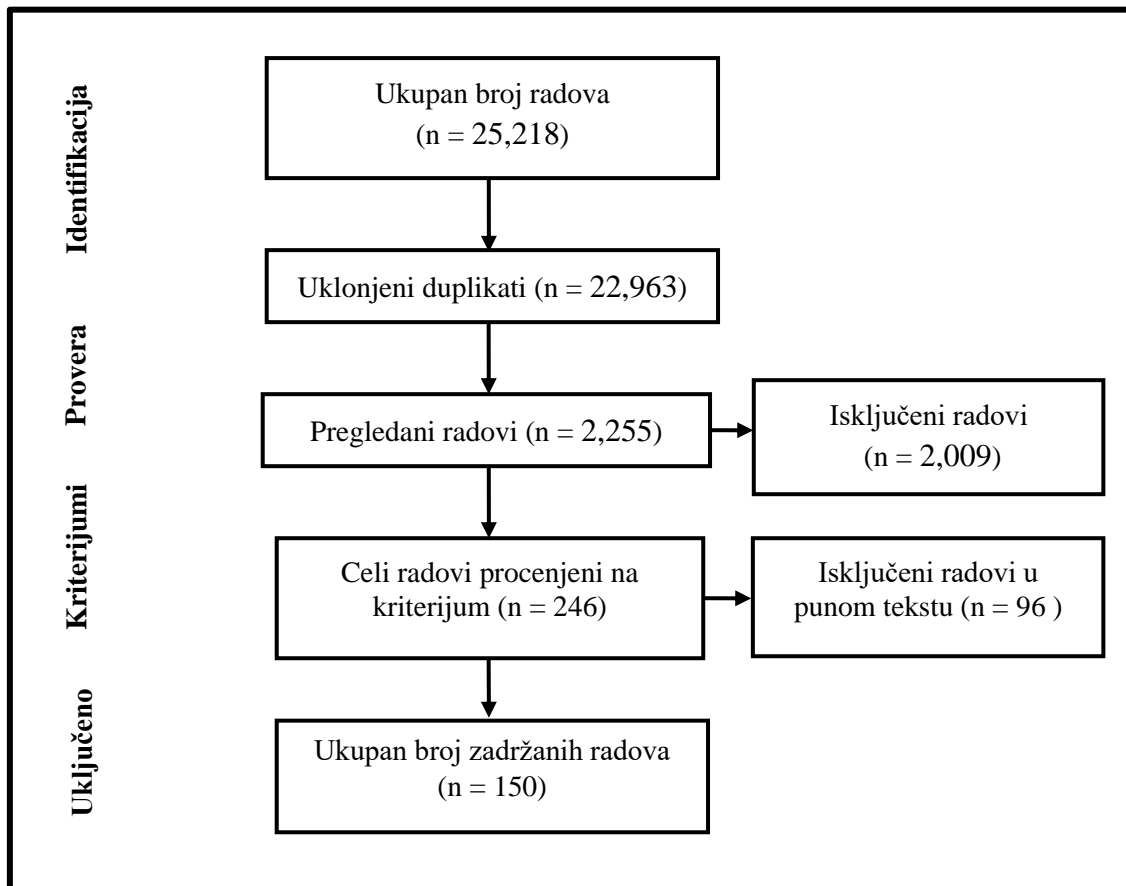 Identifikacija
Ukupan broj radova
(n = 25,218)
Uklonjeni duplikati (n = 22,963)
Provera
Pregledani radovi (n = 2,255)
Isključeni radovi
(n = 2,009)
Kriterijumi
Celi radovi procenjeni na
kriterijum (n = 246)
Isključeni radovi u
punom tekstu (n = 96 )
Uključeno
Ukupan broj zadržanih radova
(n = 150)